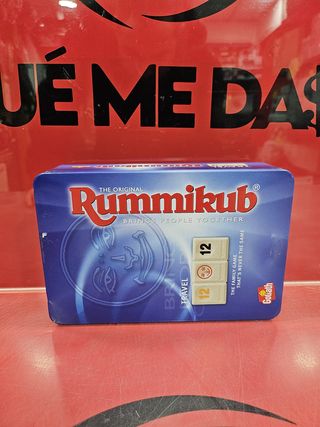 UÉ ME DA$
THE ORIGINAL
Rummikub®
BRINGS PEOPLE TOGETHER
TRAVEL
12
12
THE FAMILY GAME
THAT'S NEVER THE SAME
Goliath